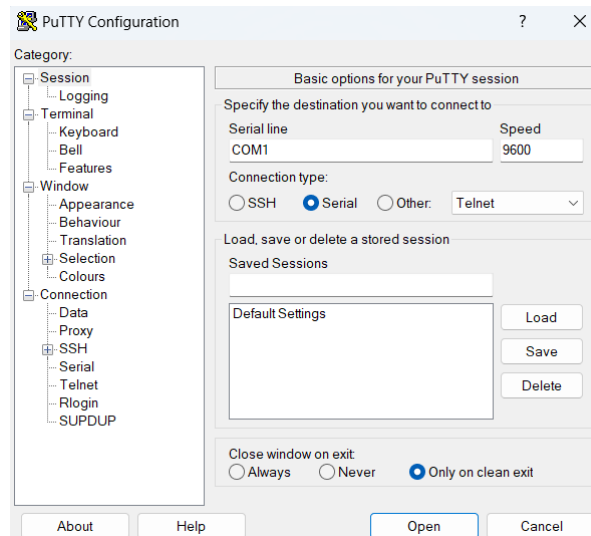 PuTTY Configuration ? ×
Category:
Session
Logging
Terminal
Keyboard
Bell
Features
Window
Appearance
Behaviour
Translation
Selection
Colours
Connection
Data
Proxy
SSH
Serial
Telnet
Rlogin
SUPDUP
Basic options for your PuTTY session
Specify the destination you want to connect to
Serial line Speed
COM1 9600
Connection type:
SSH Serial Other: Telnet
Load, save or delete a stored session
Saved Sessions
Default Settings
Load
Save
Delete
Close window on exit:
Always Never Only on clean exit
About Help Open Cancel